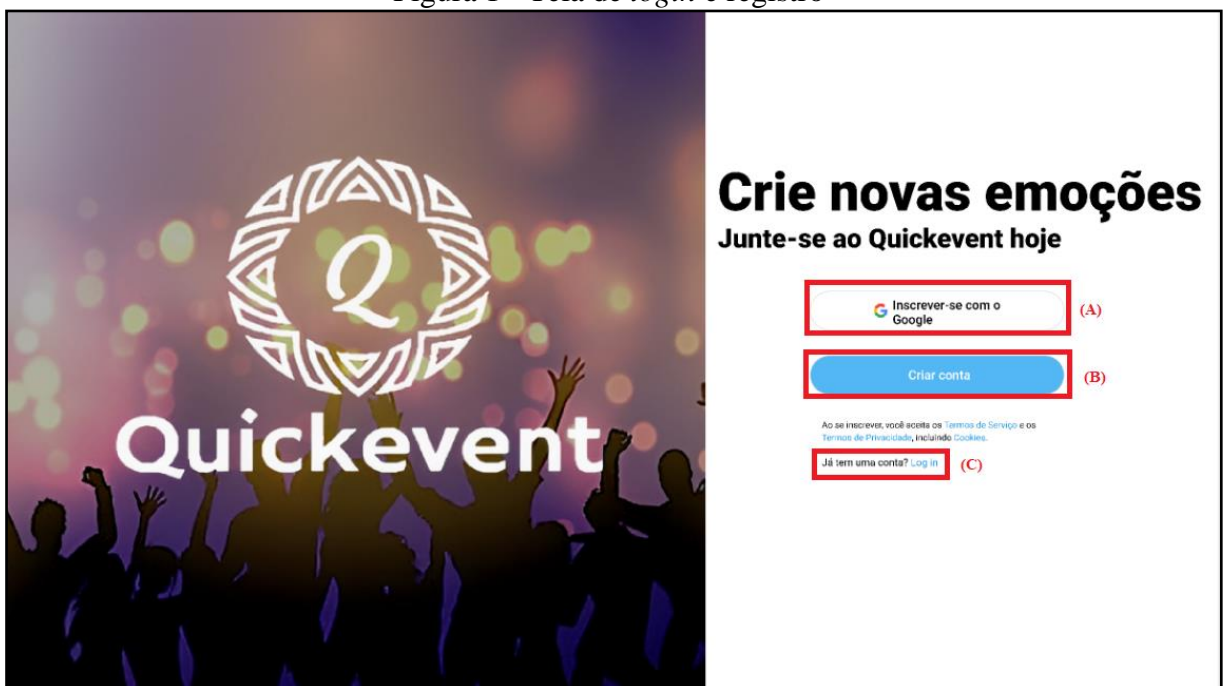 Figura 1 - Tela de login e registro
Q
Quickevent
Crie novas emoções
Junte-se ao Quickevent hoje
G Inscrever-se com o
Google
(A)
Criar conta
(B)
Ao se inscrever, você aceita os Termos de Serviço e os
Termos de Privacidade, incluindo Cookies.
Já tem uma conta? Log in
(C)